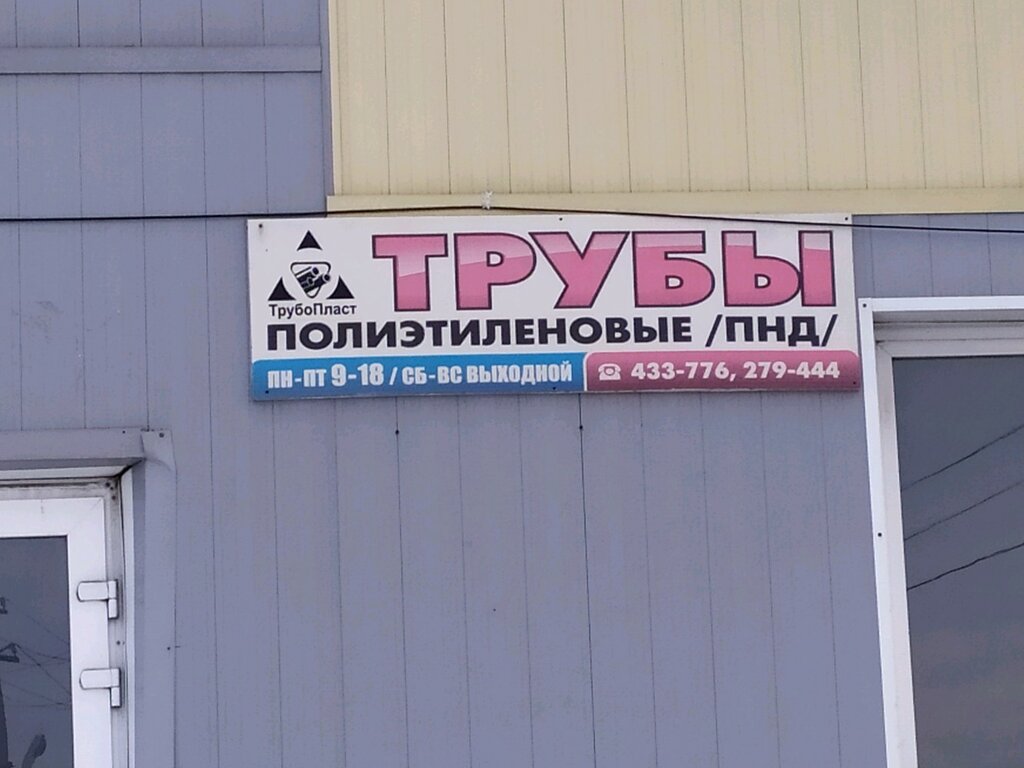 ТРУБЫ
ТрубоПласт
ПОЛИЭТИЛЕНОВЫЕ /ПНД/
ПН-ПТ 9-18 / СБ-ВС ВЫХОДНОЙ
☎ 433-776, 279-444